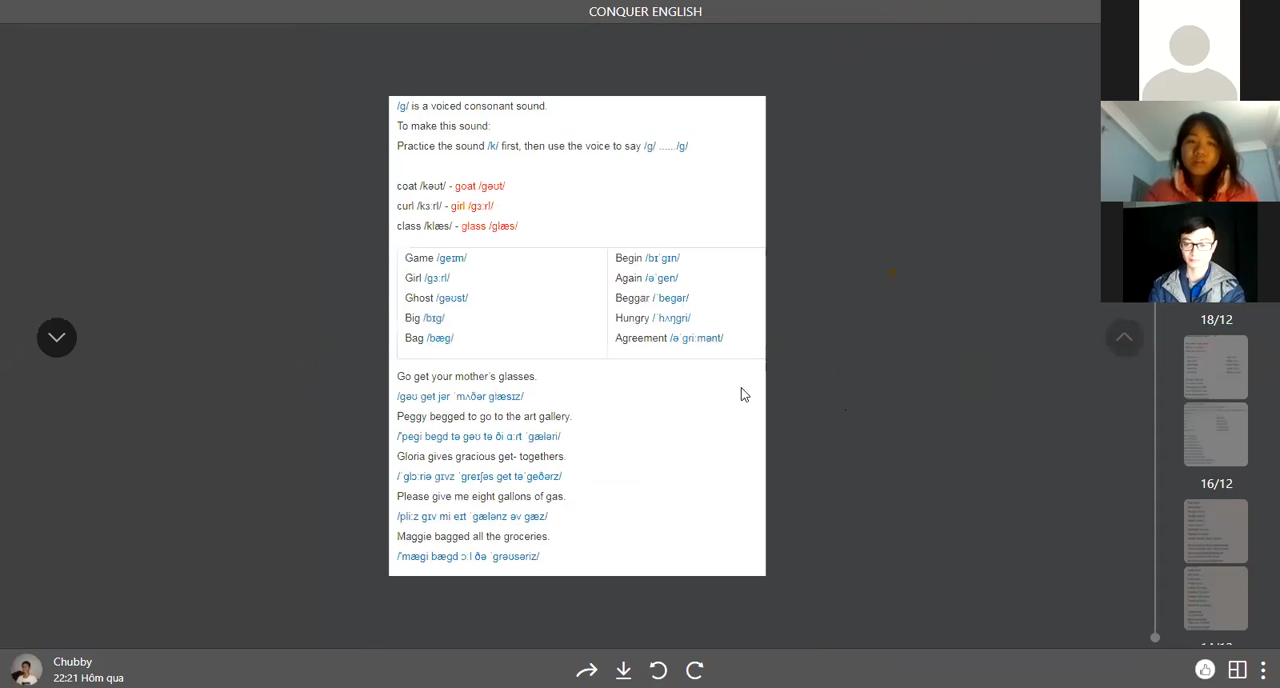 CONQUER ENGLISH
/g/ is a voiced consonant sound.
To make this sound:
Practice the sound /k/ first, then use the voice to say /g/ ....../g/
coat /kəʊt/ - goat /gəʊt/
curl /kɜːrl/ - girl /gɜːrl/
class /klæs/ - glass /glæs/
Game /geɪm/
Girl /gɜːrl/
Ghost /gəʊst/
Big /bɪg/
Bag /bæg/
Begin /bɪˈgɪn/
Again /əˈgen/
Beggar /ˈbegər/
Hungry /ˈhʌŋgri/
Agreement /əˈgriːmənt/
Go get your mother's glasses.
/gəʊ get jər ˈmʌðər glæsɪz/
Peggy begged to go to the art gallery.
/ˈpegi begd tə gəʊ tə ði ɑːrt ˈgæləri/
Gloria gives gracious get- togethers.
/ˈglɔːriə gɪvz ˈgreɪʃəs get təˈgeðərz/
Please give me eight gallons of gas.
/pliːz gɪv mi eɪt ˈgælənz əv gæz/
Maggie bagged all the groceries.
/ˈmægi bægd ɔːl ðə ˈgrəʊsəriz/
18/12
16/12
Chubby
22:21 Hôm qua